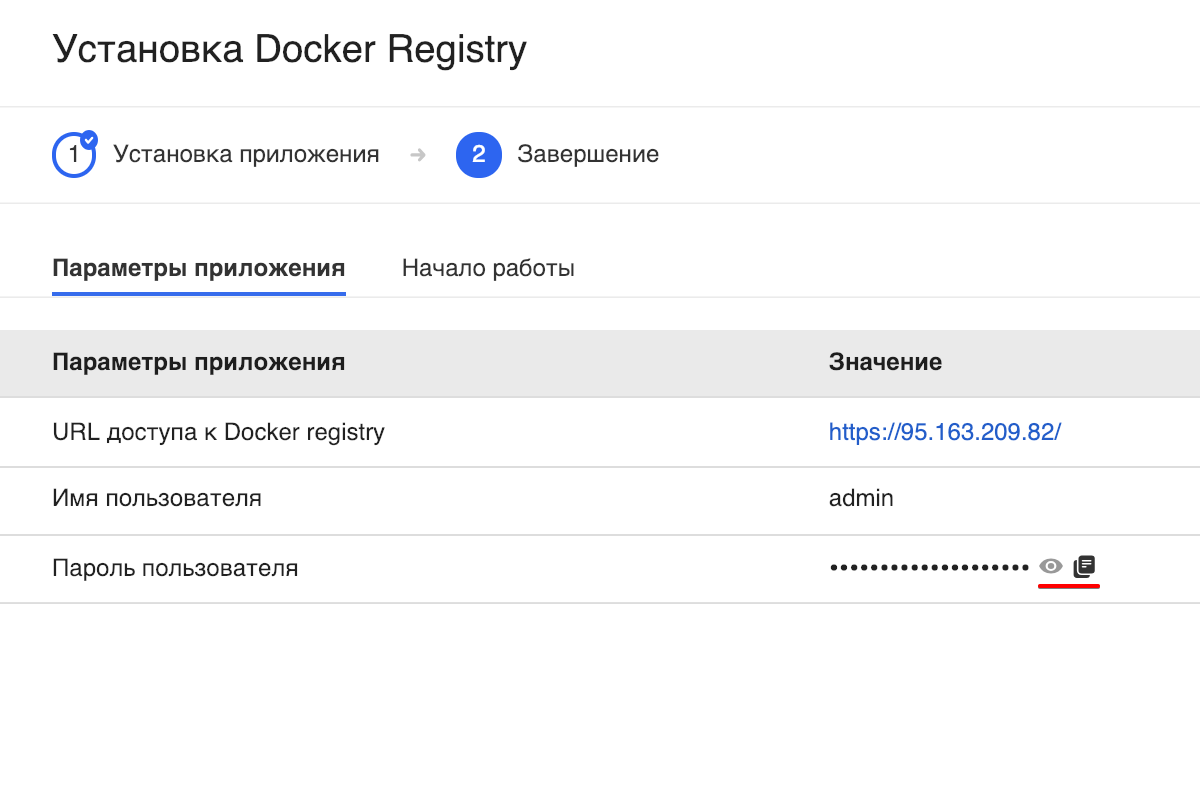 Установка Docker Registry
1 Установка приложения → 2 Завершение
Параметры приложения Начало работы
Параметры приложения Значение
URL доступа к Docker registry https://95.163.209.82/
Имя пользователя admin
Пароль пользователя ••••••••••••••••••••